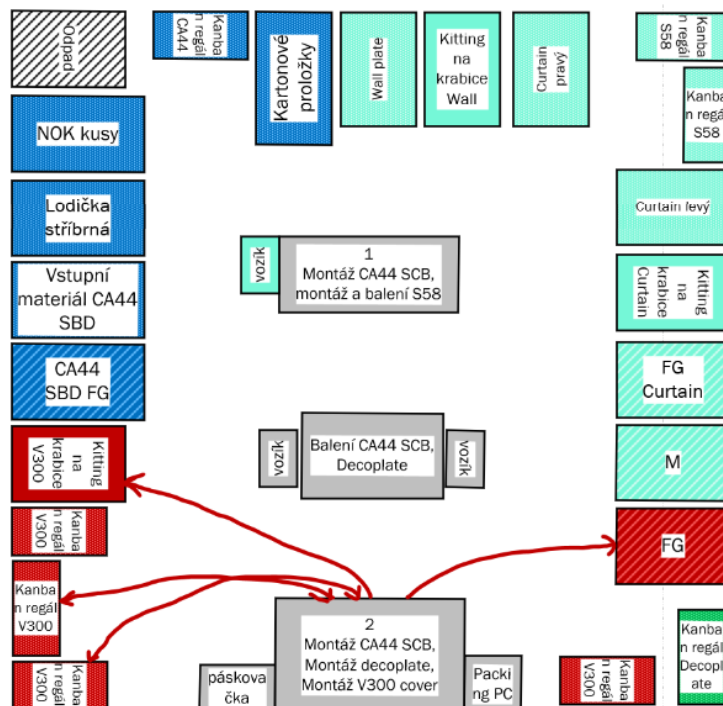 Odpad
Kanba
n regál
CA44
Kartonové
proložky
Wall plate
Kitting
na
krabice
Wall
Curtain
pravý
Kanba
n regál
S58
Kanba
n regál
S58
NOK kusy
Lodička
stříbrná
Curtain levý
Vstupní
materiál CA44
SBD
vozík
1
Montáž CA44 SCB,
montáž a balení S58
Kitting
na
krabice
Curtain
CA44
SBD FG
FG
Curtain
Kitting
na
krabice
V300
vozík
Balení CA44 SCB,
Decoplate
vozík
M
Kanba
n regál
V300
FG
Kanba
n regál
V300
2
Montáž CA44 SCB,
Montáž decoplate,
Montáž V300 cover
Kanba
n regál
V300
páskova
čka
Packi
ng PC
Kanba
n regál
V300
Kanba
n regál
Decopl
ate